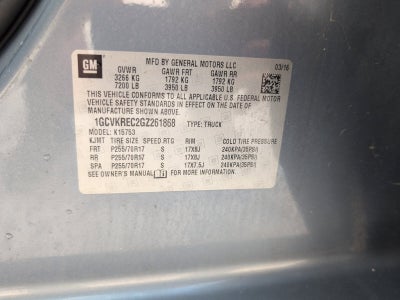 GM
MFD BY GENERAL MOTORS LLC
03/16
GVWR GAWR FRT GAWR RR
3266 KG 1792 KG 1792 KG
7200 LB 3950 LB 3950 LB
THIS VEHICLE CONFORMS TO ALL APPLICABLE U.S. FEDERAL MOTOR
VEHICLE SAFETY STANDARDS IN EFFECT ON THE DATE OF
MANUFACTURE SHOWN ABOVE.
1GCVKREC2GZ261868 TYPE: TRUCK
MODEL: K15753
KJMT TIRE SIZE SPEED RTG RIM COLD TIRE PRESSURE
FRT P255/70R17 S 17X8J 240KPA(35PSI)
RR P255/70R17 S 17X8J 240KPA(35PSI)
SPA P255/70R17 S 17X7.5J 240KPA(35PSI)
SEE OWNER'S MANUAL FOR MORE INFORMATION.